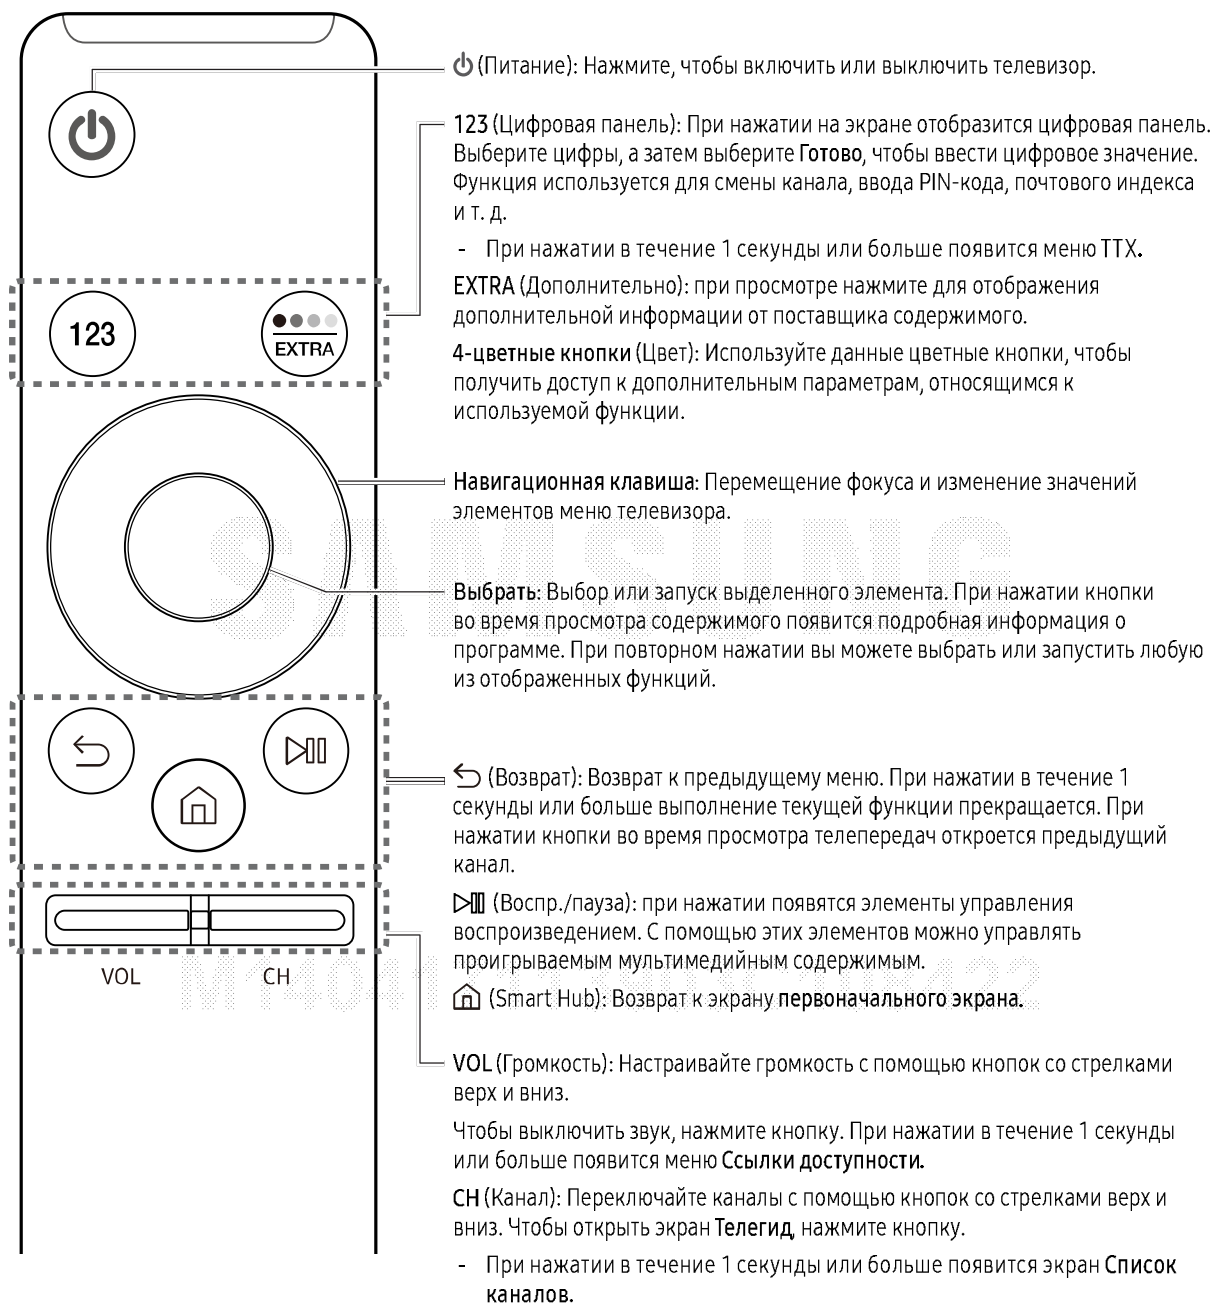 (Питание): Нажмите, чтобы включить или выключить телевизор.
123 (Цифровая панель): При нажатии на экране отобразится цифровая панель.
Выберите цифры, а затем выберите Готово, чтобы ввести цифровое значение.
Функция используется для смены канала, ввода PIN-кода, почтового индекса
и т. д.
- При нажатии в течение 1 секунды или больше появится меню TTX.
EXTRA (Дополнительно): при просмотре нажмите для отображения
дополнительной информации от поставщика содержимого.
4-цветные кнопки (Цвет): Используйте данные цветные кнопки, чтобы
получить доступ к дополнительным параметрам, относящимся к
используемой функции.
123
EXTRA
Навигационная клавиша: Перемещение фокуса и изменение значений
элементов меню телевизора.
SAMSUNG
Выбрать: Выбор или запуск выделенного элемента. При нажатии кнопки
во время просмотра содержимого появится подробная информация о
программе. При повторном нажатии вы можете выбрать или запустить любую
из отображенных функций.
(Возврат): Возврат к предыдущему меню. При нажатии в течение 1
секунды или больше выполнение текущей функции прекращается. При
нажатии кнопки во время просмотра телепередач откроется предыдущий
канал.
(Воспр./пауза): при нажатии появятся элементы управления
воспроизведением. С помощью этих элементов можно управлять
проигрываемым мультимедийным содержимым.
(Smart Hub): Возврат к экрану первоначального экрана.
VOL CH
VOL (Громкость): Настраивайте громкость с помощью кнопок со стрелками
верх и вниз.
Чтобы выключить звук, нажмите кнопку. При нажатии в течение 1 секунды
или больше появится меню Ссылки доступности.
CH (Канал): Переключайте каналы с помощью кнопок со стрелками верх и
вниз. Чтобы открыть экран Телегид, нажмите кнопку.
- При нажатии в течение 1 секунды или больше появится экран Список
каналов.